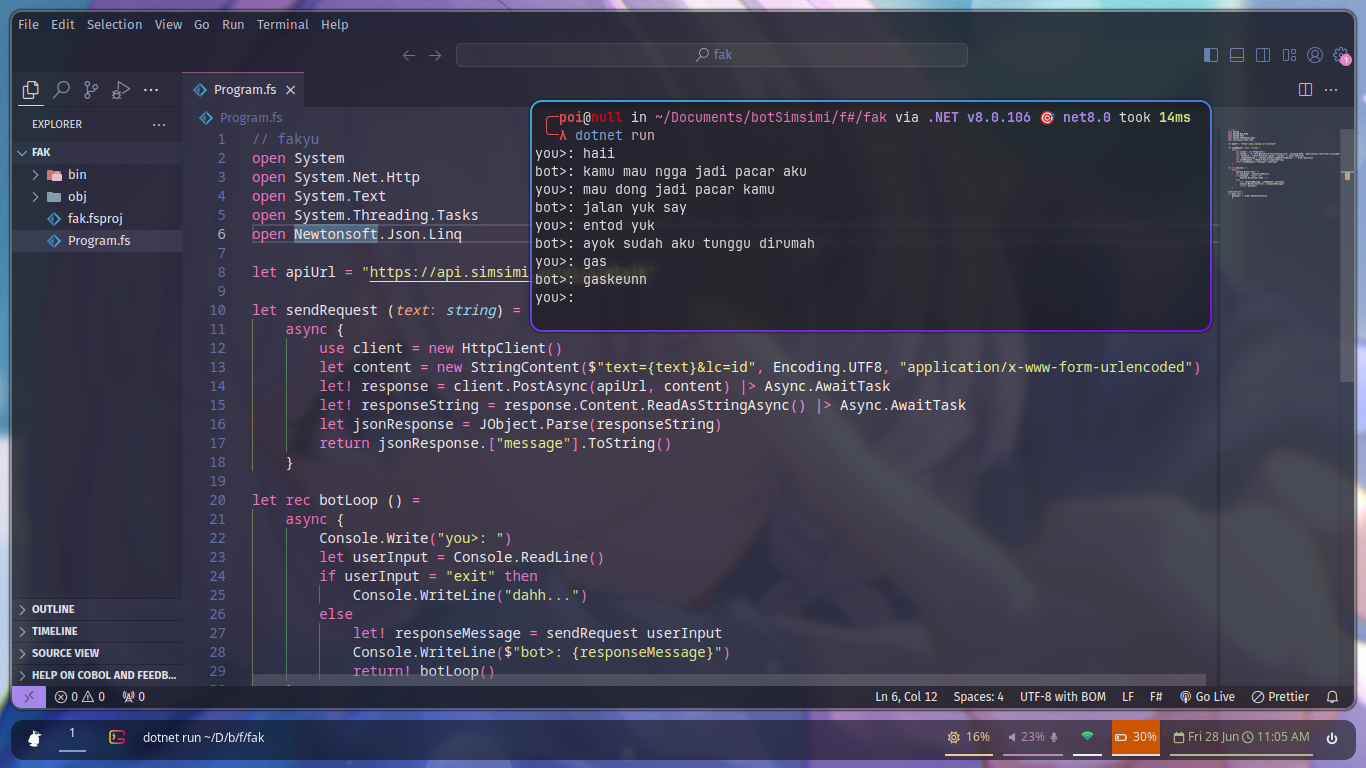 File Edit Selection View Go Run Terminal Help
fak
1
EXPLORER
FAK
bin
obj
fak.fsproj
Program.fs
OUTLINE
TIMELINE
SOURCE VIEW
HELP ON COBOL AND FEEDB...
Program.fs
Program.fs
1 // fakyu
2 open System
3 open System.Net.Http
4 open System.Text
5 open System.Threading.Tasks
6 open Newtonsoft.Json.Linq
7
8 let apiUrl = "https://api.simsimi
9
10 let sendRequest (text: string) =
11 async {
12 use client = new HttpClient()
13 let content = new StringContent($"text={text}&lc=id", Encoding.UTF8, "application/x-www-form-urlencoded")
14 let! response = client.PostAsync(apiUrl, content) |> Async.AwaitTask
15 let! responseString = response.Content.ReadAsStringAsync() |> Async.AwaitTask
16 let jsonResponse = JObject.Parse(responseString)
17 return jsonResponse.["message"].ToString()
18 }
19
20 let rec botLoop () =
21 async {
22 Console.Write("you>: ")
23 let userInput = Console.ReadLine()
24 if userInput = "exit" then
25 Console.WriteLine("dahh...")
26 else
27 let! responseMessage = sendRequest userInput
28 Console.WriteLine($"bot>: {responseMessage}")
29 return! botLoop()
poi@null in ~/Documents/botSimsimi/f#/fak via .NET v8.0.106 🎯 net8.0 took 14ms
λ dotnet run
you>: haii
bot>: kamu mau ngga jadi pacar aku
you>: mau dong jadi pacar kamu
bot>: jalan yuk say
you>: entod yuk
bot>: ayok sudah aku tunggu dirumah
you>: gas
bot>: gaskeunn
you>:
0 0 0
Ln 6, Col 12 Spaces: 4 UTF-8 with BOM LF F# Go Live Prettier
1 dotnet run ~/D/b/f/fak
16% 23% 30% Fri 28 Jun 11:05 AM